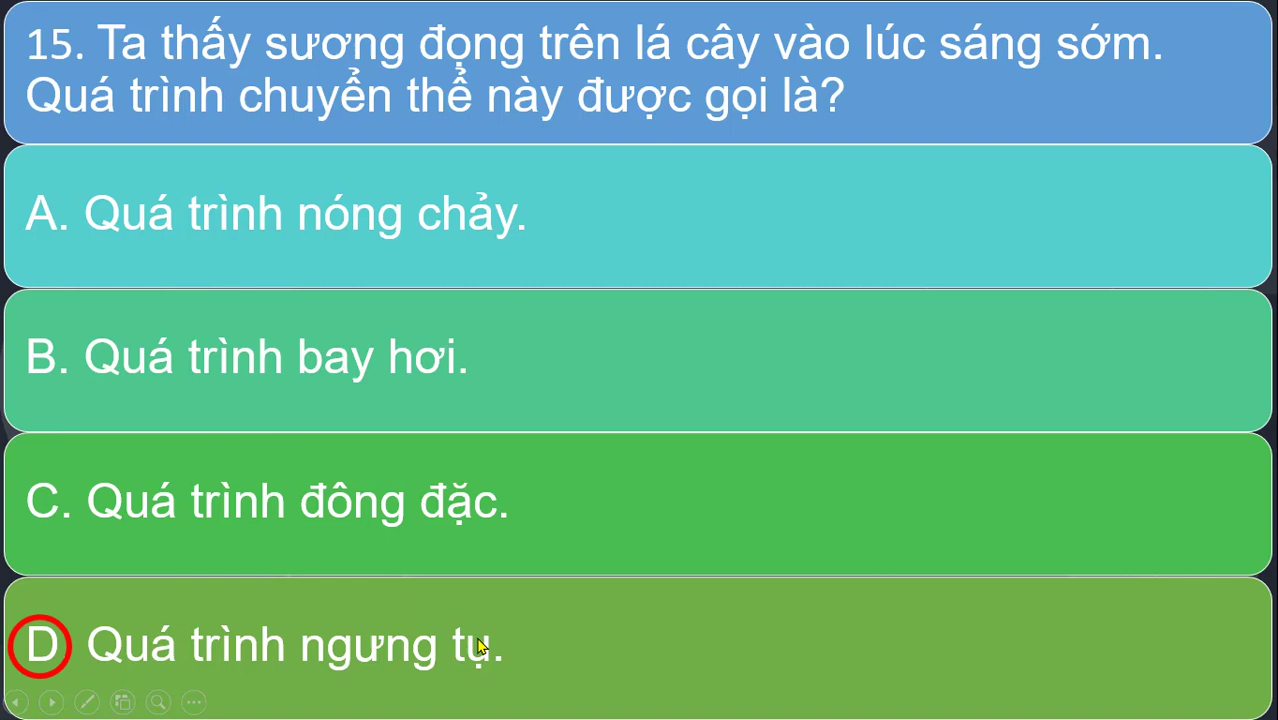 15. Ta thấy sương đọng trên lá cây vào lúc sáng sớm.
Quá trình chuyển thể này được gọi là?
A. Quá trình nóng chảy.
B. Quá trình bay hơi.
C. Quá trình đông đặc.
D Quá trình ngưng tụ.